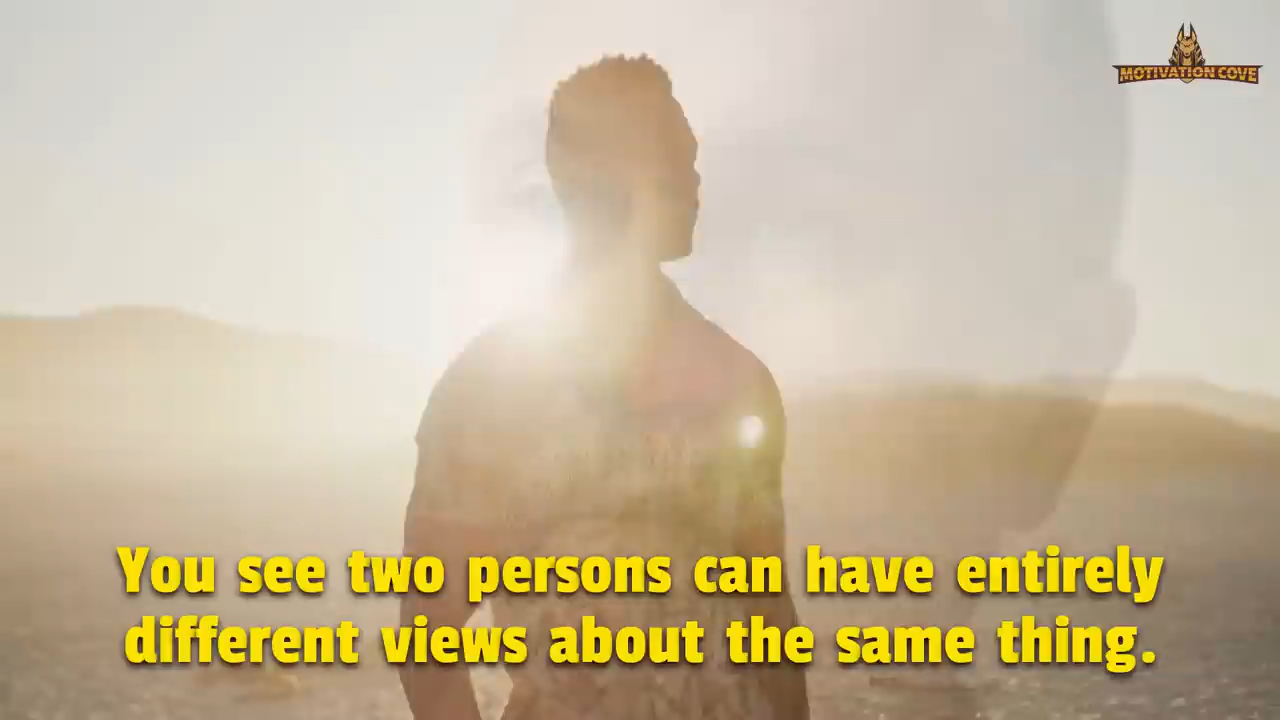 MOTIVATION COVE
You see two persons can have entirely
different views about the same thing.